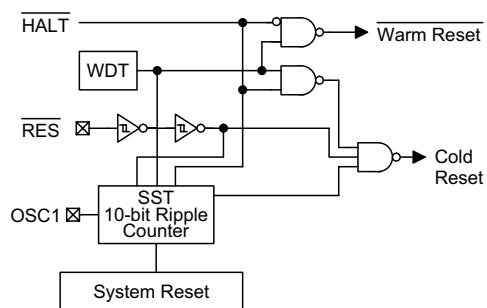 HALT
Warm Reset
WDT
RES
Cold
Reset
SST
10-bit Ripple
Counter
OSC1
System Reset